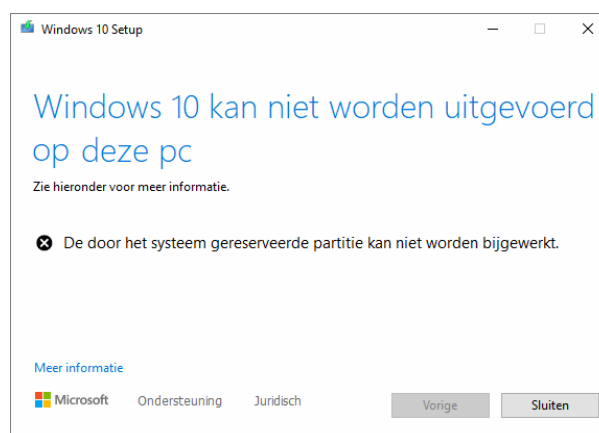 Windows 10 Setup
Windows 10 kan niet worden uitgevoerd
op deze pc
Zie hieronder voor meer informatie.
De door het systeem gereserveerde partitie kan niet worden bijgewerkt.
Meer informatie
Microsoft Ondersteuning Juridisch Vorige Sluiten